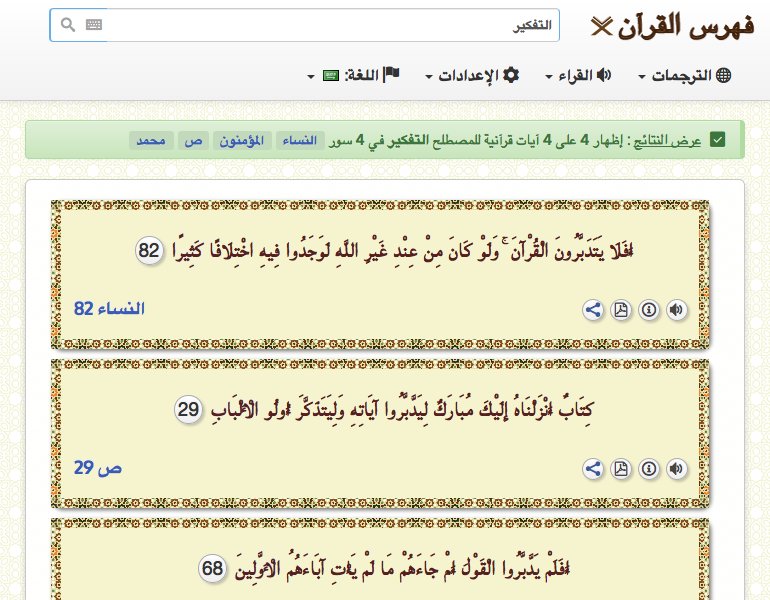 فهرس القرآن
التفكير
الترجمات
القراء
الإعدادات
اللغة:
عرض النتائج : إظهار 4 على 4 آيات قرآنية للمصطلح التفكير في 4 سور النساء المؤمنون ص محمد
أَفَلَا يَتَدَبَّرُونَ الْقُرْآنَ ۚ وَلَوْ كَانَ مِنْ عِنْدِ غَيْرِ اللَّهِ لَوَجَدُوا فِيهِ اخْتِلَافًا كَثِيرًا 82
النساء 82
كِتَابٌ أَنْزَلْنَاهُ إِلَيْكَ مُبَارَكٌ لِيَدَّبَّرُوا آيَاتِهِ وَلِيَتَذَكَّرَ أُولُو الْأَلْبَابِ 29
ص 29
أَفَلَمْ يَدَّبَّرُوا الْقَوْلَ أَمْ جَاءَهُمْ مَا لَمْ يَأْتِ آبَاءَهُمُ الْأَوَّلِينَ 68